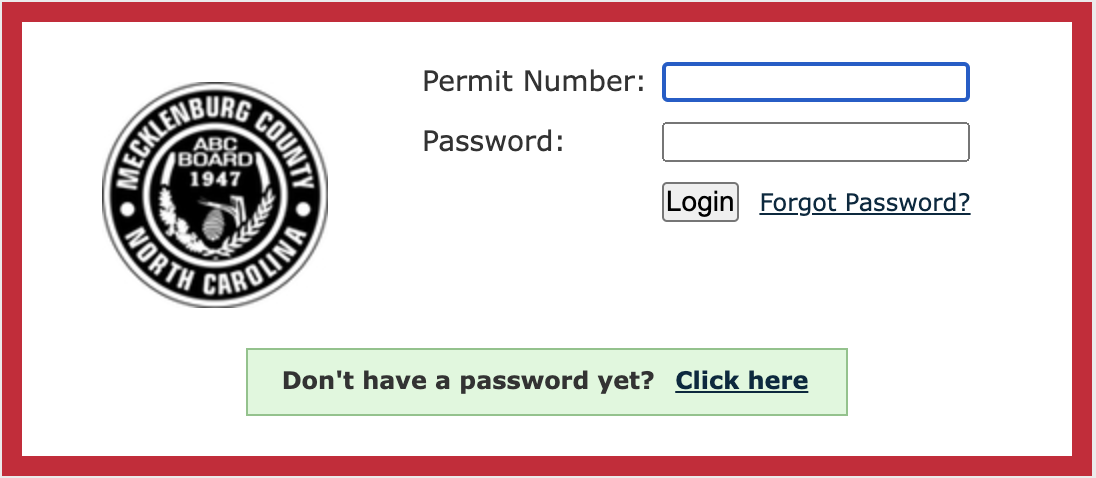 MECKLENBURG COUNTY
ABC
BOARD
1947
NORTH CAROLINA
Permit Number:
Password:
Login Forgot Password?
Don't have a password yet? Click here